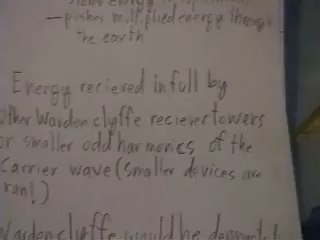 — pushes multiplied energy through
the earth
Energy recieved in full by
other Wardenclyffe reciever towers
or smaller odd harmonics of the
Carrier wave (smaller devices are
ran!)
Wardenclyffe would be